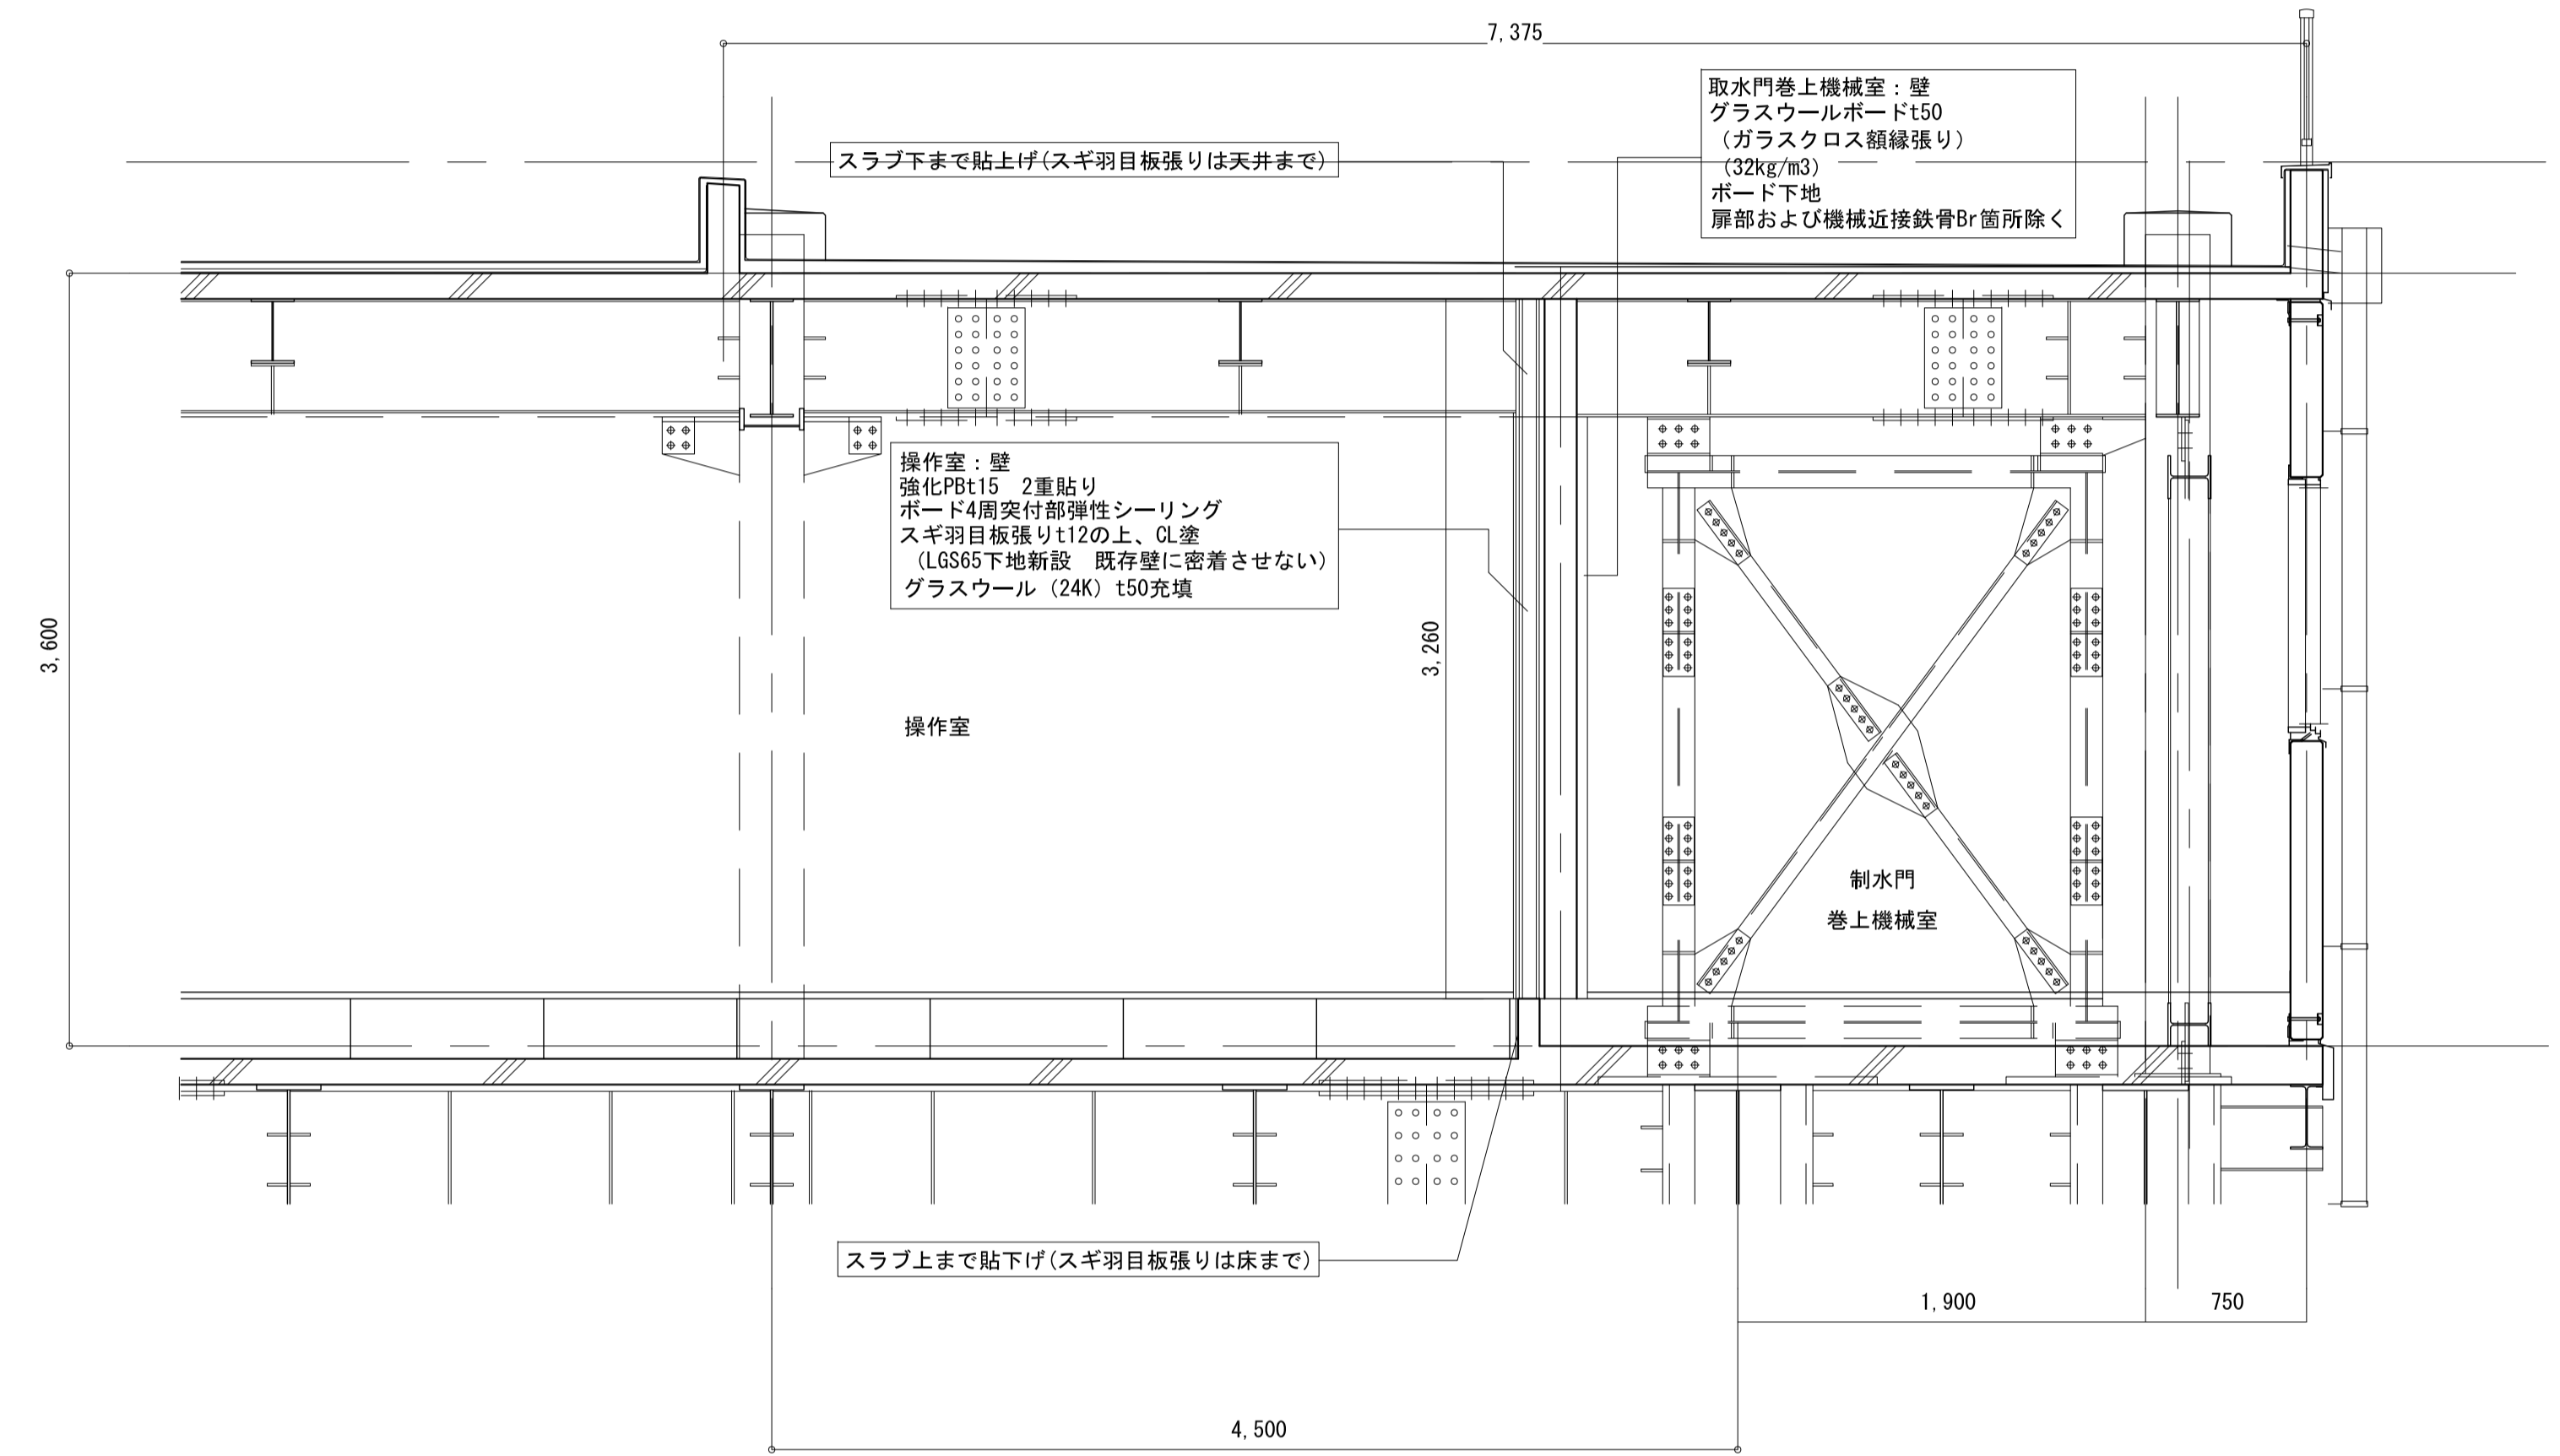 7,375
取水門巻上機械室：壁
グラスウールボードt50
（ガラスクロス額縁張り）
（32kg/m3）
ボード下地
扉部および機械近接鉄骨Br箇所除く
スラブ下まで貼上げ(スギ羽目板張りは天井まで)
操作室：壁
強化PBt15　2重貼り
ボード4周突付部弾性シーリング
スギ羽目板張りt12の上、CL塗
（LGS65下地新設　既存壁に密着させない）
グラスウール（24K）t50充填
3,600
3,260
操作室
制水門
巻上機械室
スラブ上まで貼下げ(スギ羽目板張りは床まで)
1,900
750
4,500